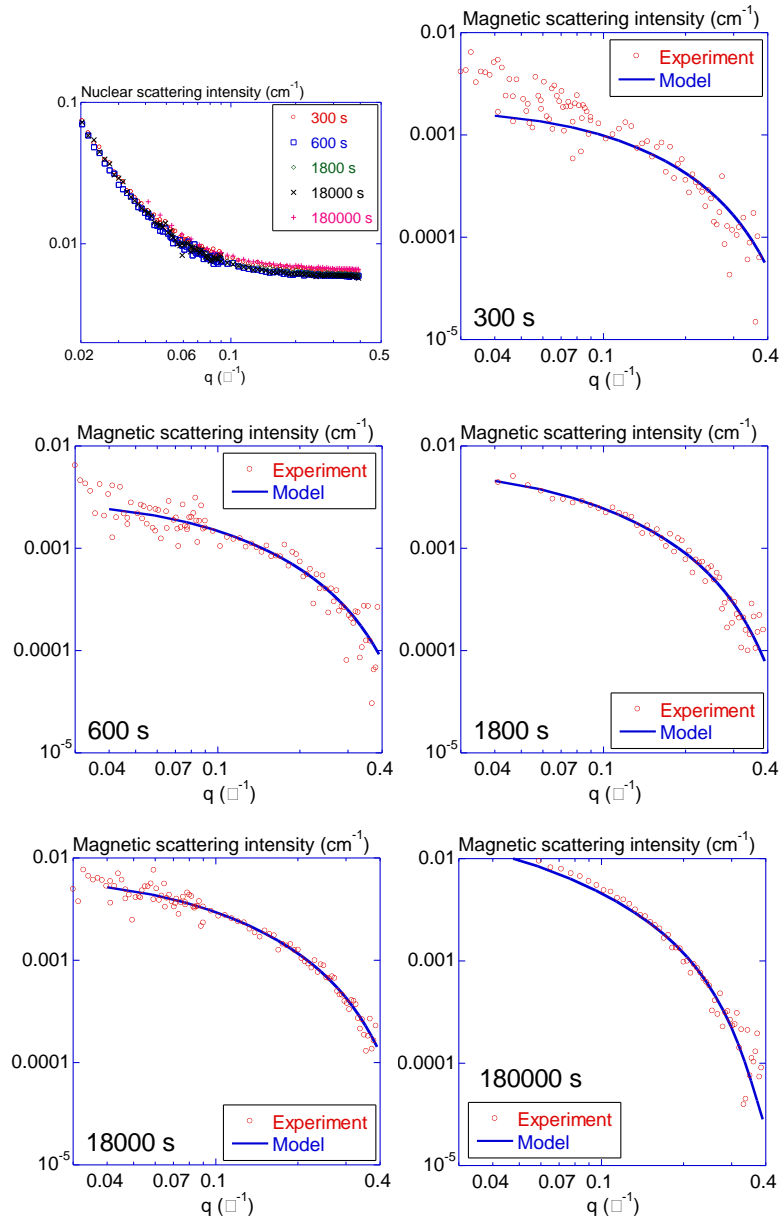 Nuclear scattering intensity (cm⁻¹)
0.1
0.01
300 s
600 s
1800 s
18000 s
180000 s
0.02
0.06
0.1
0.5
q (□⁻¹)
Magnetic scattering intensity (cm⁻¹)
0.01
0.001
0.0001
10⁻⁵
Experiment
Model
300 s
0.04
0.07
0.1
0.4
q (□⁻¹)
Magnetic scattering intensity (cm⁻¹)
0.01
0.001
0.0001
10⁻⁵
Experiment
Model
600 s
0.04
0.07
0.1
0.4
q (□⁻¹)
Magnetic scattering intensity (cm⁻¹)
0.01
0.001
0.0001
10⁻⁵
Experiment
Model
1800 s
0.04
0.07
0.1
0.4
q (□⁻¹)
Magnetic scattering intensity (cm⁻¹)
0.01
0.001
0.0001
10⁻⁵
Experiment
Model
18000 s
0.04
0.07
0.1
0.4
q (□⁻¹)
Magnetic scattering intensity (cm⁻¹)
0.01
0.001
0.0001
10⁻⁵
180000 s
Experiment
Model
0.04
0.07
0.1
0.4
q (□⁻¹)